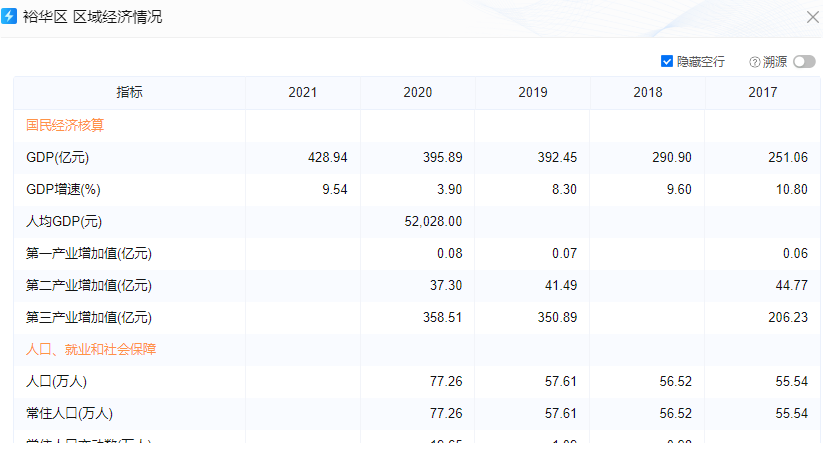 裕华区 区域经济情况
隐藏空行 溯源
指标 2021 2020 2019 2018 2017
国民经济核算
GDP(亿元) 428.94 395.89 392.45 290.90 251.06
GDP增速(%) 9.54 3.90 8.30 9.60 10.80
人均GDP(元) 52,028.00
第一产业增加值(亿元) 0.08 0.07 0.06
第二产业增加值(亿元) 37.30 41.49 44.77
第三产业增加值(亿元) 358.51 350.89 206.23
人口、就业和社会保障
人口(万人) 77.26 57.61 56.52 55.54
常住人口(万人) 77.26 57.61 56.52 55.54